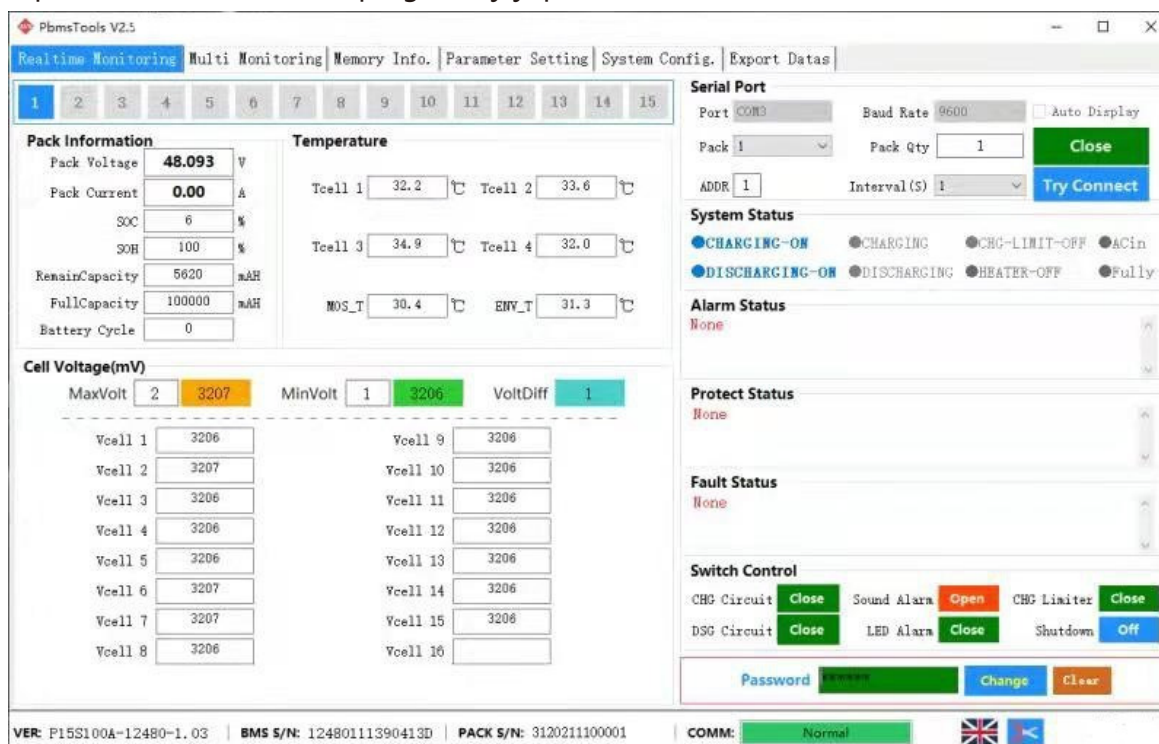 PbmsTools V2.5
Realtime Monitoring Multi Monitoring Memory Info. Parameter Setting System Config. Export Datas
1 2 3 4 5 6 7 8 9 10 11 12 13 14 15
Pack Information
Pack Voltage 48.093 V
Pack Current 0.00 A
SOC 6 %
SOH 100 %
RemainCapacity 5620 mAH
FullCapacity 100000 mAH
Battery Cycle 0
Temperature
Tcell 1 32.2 ℃ Tcell 2 33.6 ℃
Tcell 3 34.9 ℃ Tcell 4 32.0 ℃
MOS_T 30.4 ℃ ENV_T 31.3 ℃
Cell Voltage(mV)
MaxVolt 2 3207 MinVolt 1 3206 VoltDiff 1
Vcell 1 3206 Vcell 9 3206
Vcell 2 3207 Vcell 10 3206
Vcell 3 3206 Vcell 11 3206
Vcell 4 3206 Vcell 12 3206
Vcell 5 3206 Vcell 13 3206
Vcell 6 3207 Vcell 14 3206
Vcell 7 3207 Vcell 15 3206
Vcell 8 3206 Vcell 16
Serial Port
Port COM3 Baud Rate 9600 Auto Display
Pack 1 Pack Qty 1 Close
ADDR 1 Interval(S) 1 Try Connect
System Status
CHARGING-ON CHARGING CHG-LIMIT-OFF ACin
DISCHARGING-ON DISCHARGING HEATER-OFF Fully
Alarm Status
None
Protect Status
None
Fault Status
None
Switch Control
CHG Circuit Close Sound Alarm Open CHG Limiter Close
DSG Circuit Close LED Alarm Close Shutdown Off
Password ****** Change Clear
VER: P15S100A-12480-1.03 BMS S/N: 12480111390413D PACK S/N: 3120211100001 COMM: Normal